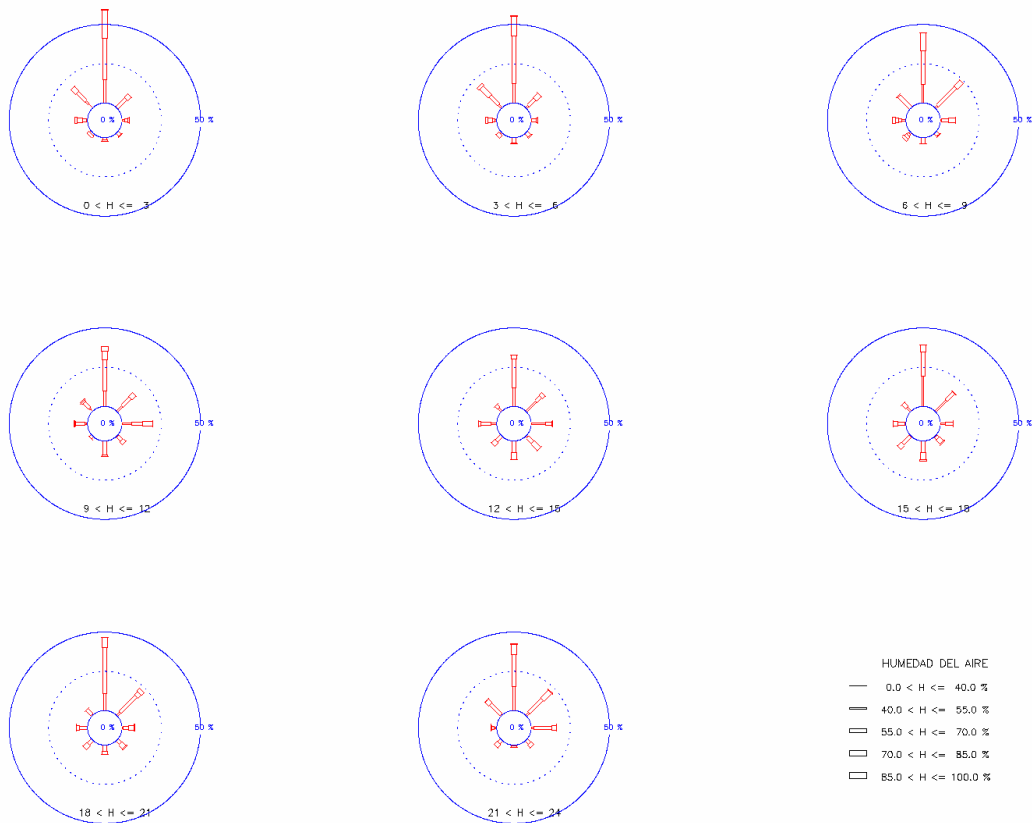 0 % 50 %
0 < H <= 3
0 % 50 %
3 < H <= 6
0 % 50 %
6 < H <= 9
0 % 50 %
9 < H <= 12
0 % 50 %
12 < H <= 15
0 % 50 %
15 < H <= 18
0 % 50 %
18 < H <= 21
0 % 50 %
21 < H <= 24
HUMEDAD DEL AIRE
0.0 < H <= 40.0 %
40.0 < H <= 55.0 %
55.0 < H <= 70.0 %
70.0 < H <= 85.0 %
85.0 < H <= 100.0 %